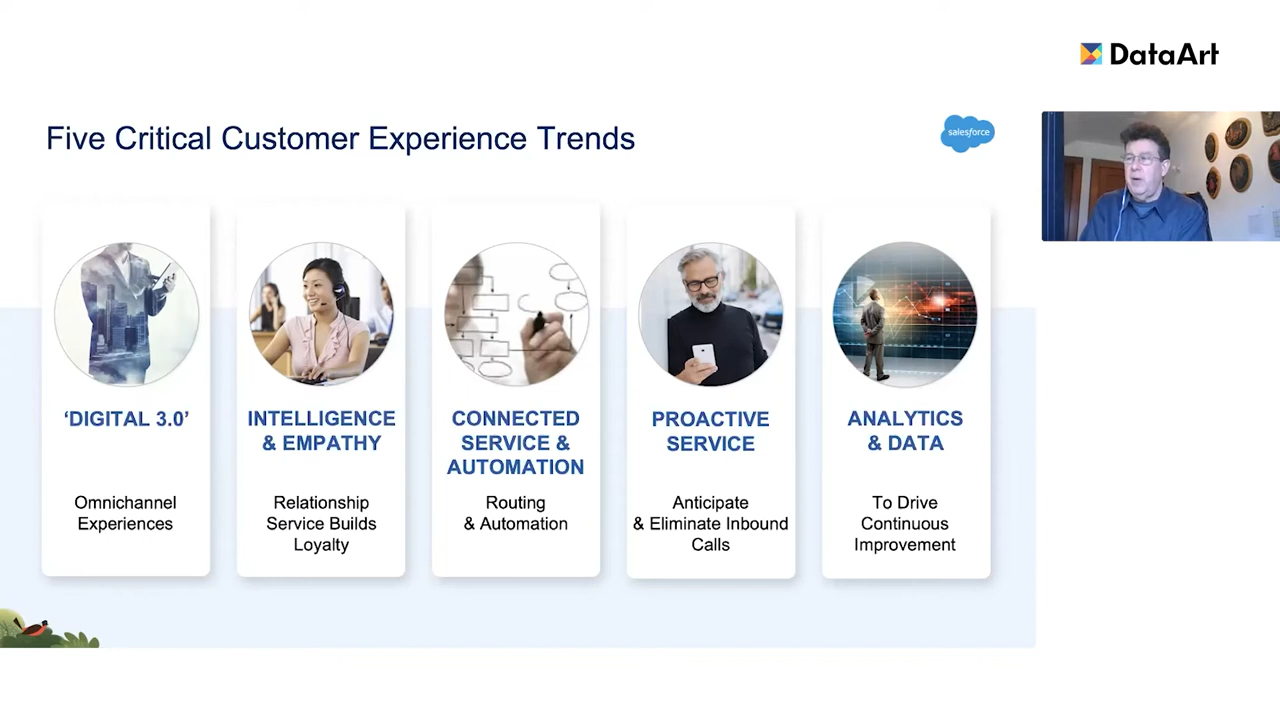 DataArt
Five Critical Customer Experience Trends
salesforce
‘DIGITAL 3.0’
Omnichannel
Experiences
INTELLIGENCE
& EMPATHY
Relationship
Service Builds
Loyalty
CONNECTED
SERVICE &
AUTOMATION
Routing
& Automation
PROACTIVE
SERVICE
Anticipate
& Eliminate Inbound
Calls
ANALYTICS
& DATA
To Drive
Continuous
Improvement